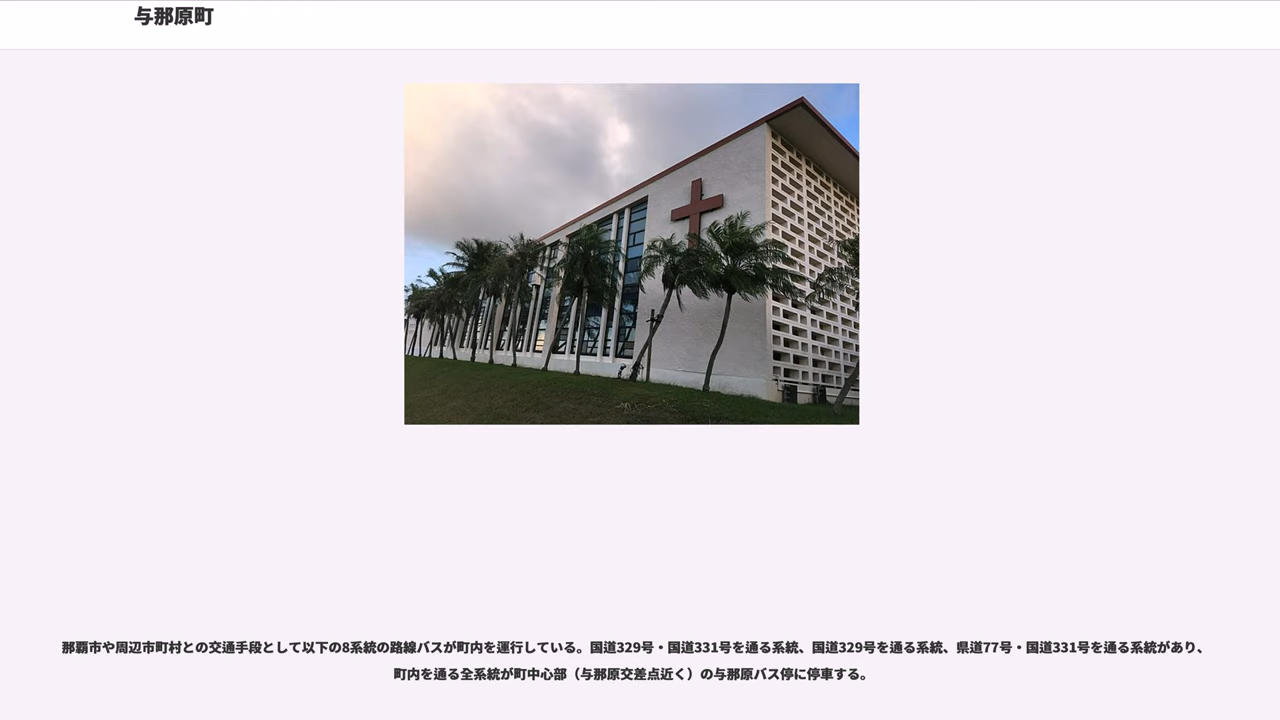 与那原町
那覇市や周辺市町村との交通手段として以下の8系統の路線バスが町内を運行している。国道329号・国道331号を通る系統、国道329号を通る系統、県道77号・国道331号を通る系統があり、
町内を通る全系統が町中心部（与那原交差点近く）の与那原バス停に停車する。